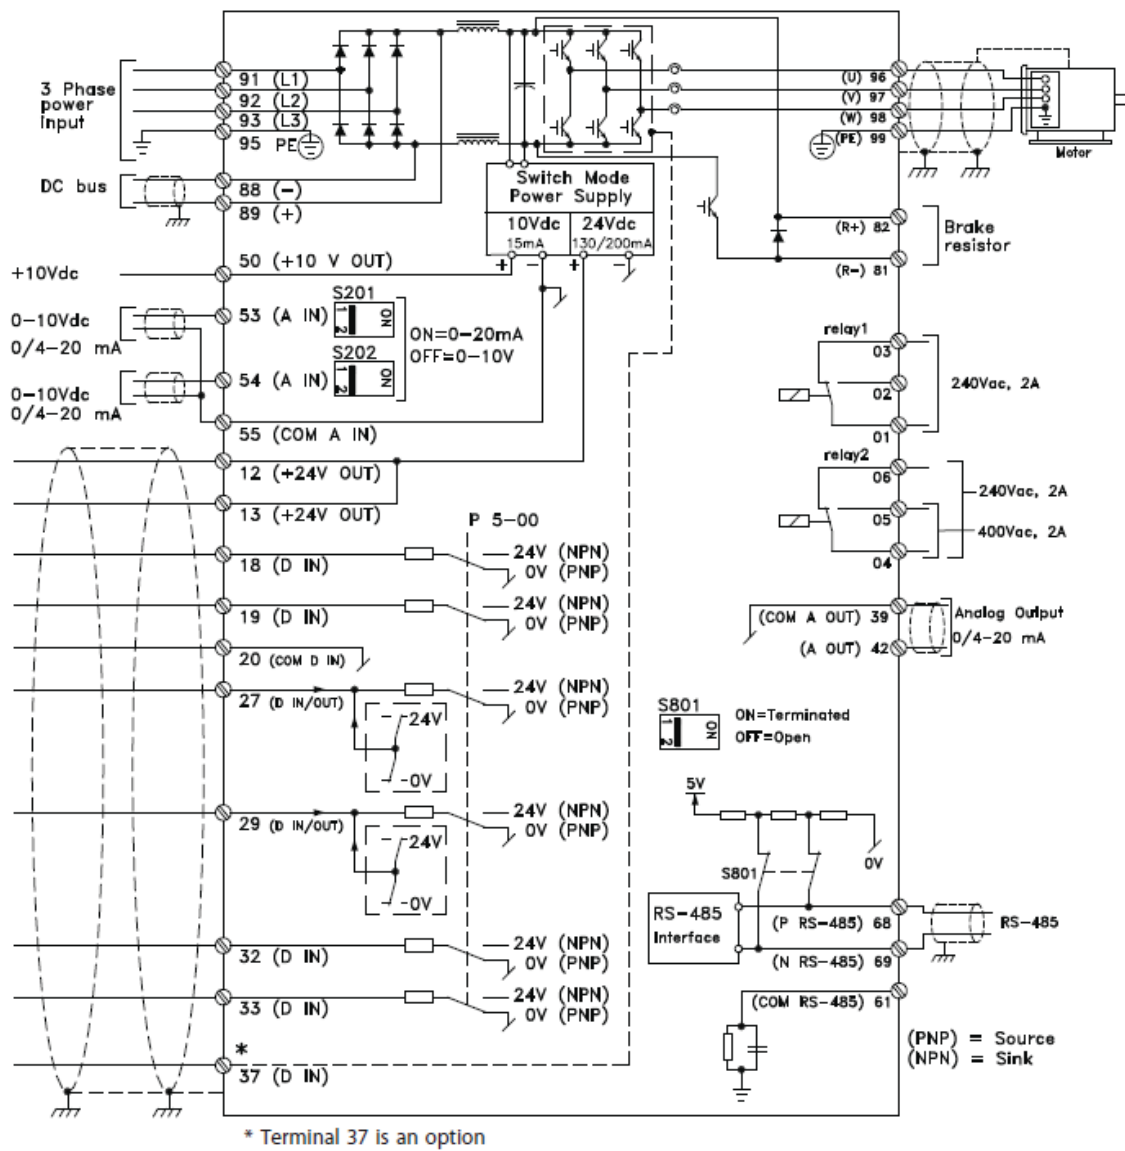 3 Phase
power
input
91 (L1)
92 (L2)
93 (L3)
95 PE
DC bus
88 (-)
89 (+)
Switch Mode
Power Supply
10Vdc
15mA
24Vdc
130/200mA
+ - + -
(U) 96
(V) 97
(W) 98
(PE) 99
Motor
(R+) 82
Brake
resistor
(R-) 81
+10Vdc
50 (+10 V OUT)
0-10Vdc
0/4-20 mA
53 (A IN)
S201
1 2
ON
ON=0-20mA
OFF=0-10V
0-10Vdc
0/4-20 mA
54 (A IN)
S202
1 2
ON
55 (COM A IN)
12 (+24V OUT)
13 (+24V OUT)
relay1
03
02
01
240Vac, 2A
relay2
06
05
04
240Vac, 2A
400Vac, 2A
P 5-00
18 (D IN)
24V (NPN)
0V (PNP)
19 (D IN)
24V (NPN)
0V (PNP)
20 (COM D IN)
27 (D IN/OUT)
24V (NPN)
0V (PNP)
24V
0V
29 (D IN/OUT)
24V (NPN)
0V (PNP)
24V
0V
32 (D IN)
24V (NPN)
0V (PNP)
33 (D IN)
24V (NPN)
0V (PNP)
*
37 (D IN)
(COM A OUT) 39
(A OUT) 42
Analog Output
0/4-20 mA
S801
1 2
ON
ON=Terminated
OFF=Open
5V
0V
S801
RS-485
Interface
(P RS-485) 68
(N RS-485) 69
RS-485
(COM RS-485) 61
(PNP) = Source
(NPN) = Sink
* Terminal 37 is an option